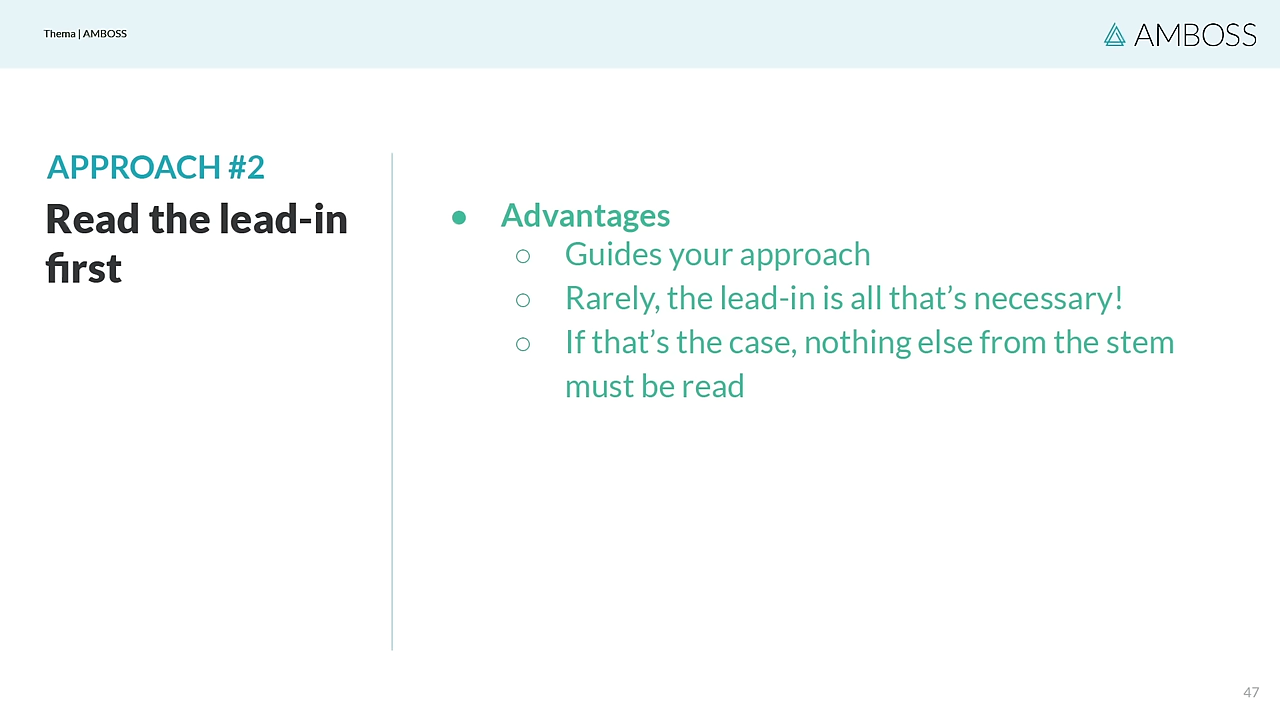 Thema | AMBOSS
AMBOSS
APPROACH #2
Read the lead-in
first
● Advantages
○ Guides your approach
○ Rarely, the lead-in is all that’s necessary!
○ If that’s the case, nothing else from the stem
must be read
47